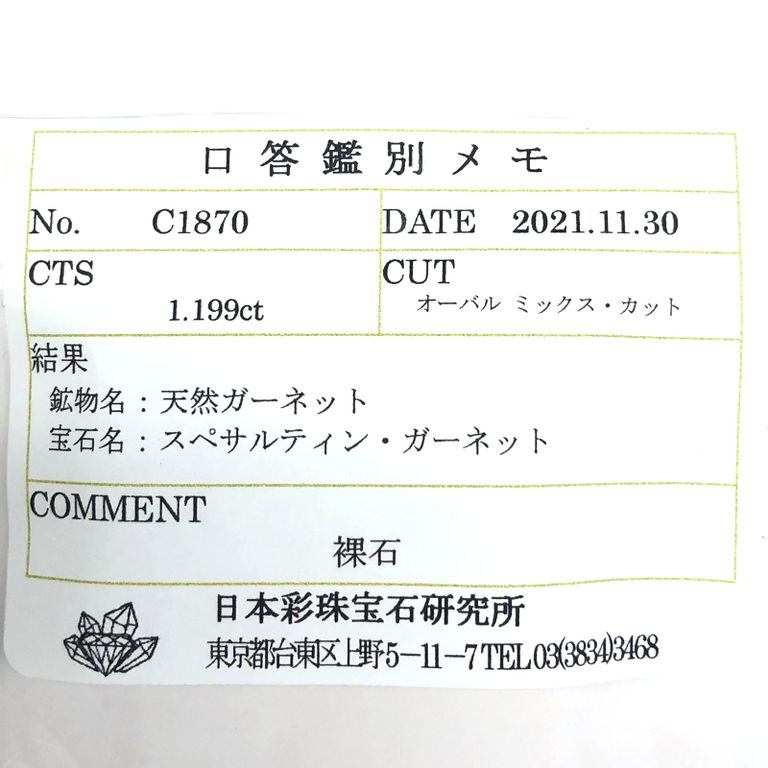 口答鑑別メモ
No. C1870 DATE 2021.11.30
CTS CUT
1.199ct オーバル ミックス・カット
結果
鉱物名：天然ガーネット
宝石名：スペサルティン・ガーネット
COMMENT
裸石
日本彩珠宝石研究所
東京都台東区上野5－11－7 TEL 03(3834)3468